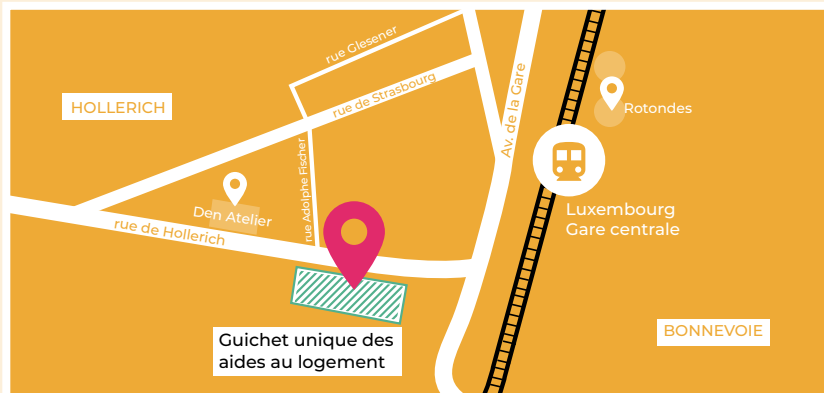 rue Glesener
rue de Strasbourg
Av. de la Gare
HOLLERICH
Rotondes
rue Adolphe Fischer
Den Atelier
rue de Hollerich
Luxembourg
Gare centrale
Guichet unique des
aides au logement
BONNEVOIE